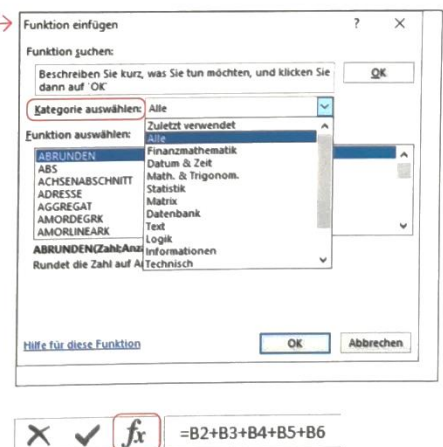 Funktion einfügen ? ×
Funktion suchen:
Beschreiben Sie kurz, was Sie tun möchten, und klicken Sie
dann auf 'OK'
OK
Kategorie auswählen: Alle
Zuletzt verwendet
Alle
Finanzmathematik
Datum & Zeit
Math. & Trigonom.
Statistik
Matrix
Datenbank
Text
Logik
Informationen
Technisch
Funktion auswählen:
ABRUNDEN
ABS
ACHSENABSCHNITT
ADRESSE
AGGREGAT
AMORDEGRK
AMORLINEARK
ABRUNDEN(Zahl;Anz
Rundet die Zahl auf A
Hilfe für diese Funktion
OK
Abbrechen
fx =B2+B3+B4+B5+B6